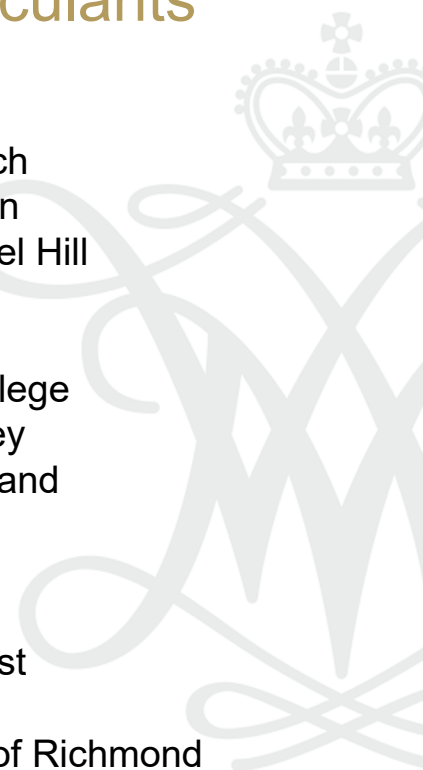 culants
ch
n
el Hill
lege
ey
and
st
of Richmond